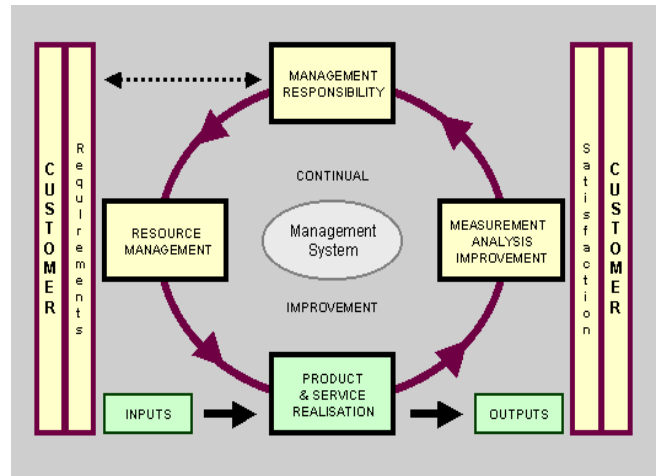 CUSTOMER
Requirements
MANAGEMENT
RESPONSIBILITY
CONTINUAL
RESOURCE
MANAGEMENT
Management
System
MEASUREMENT
ANALYSIS
IMPROVEMENT
IMPROVEMENT
PRODUCT
& SERVICE
REALISATION
INPUTS
OUTPUTS
Satisfaction
CUSTOMER